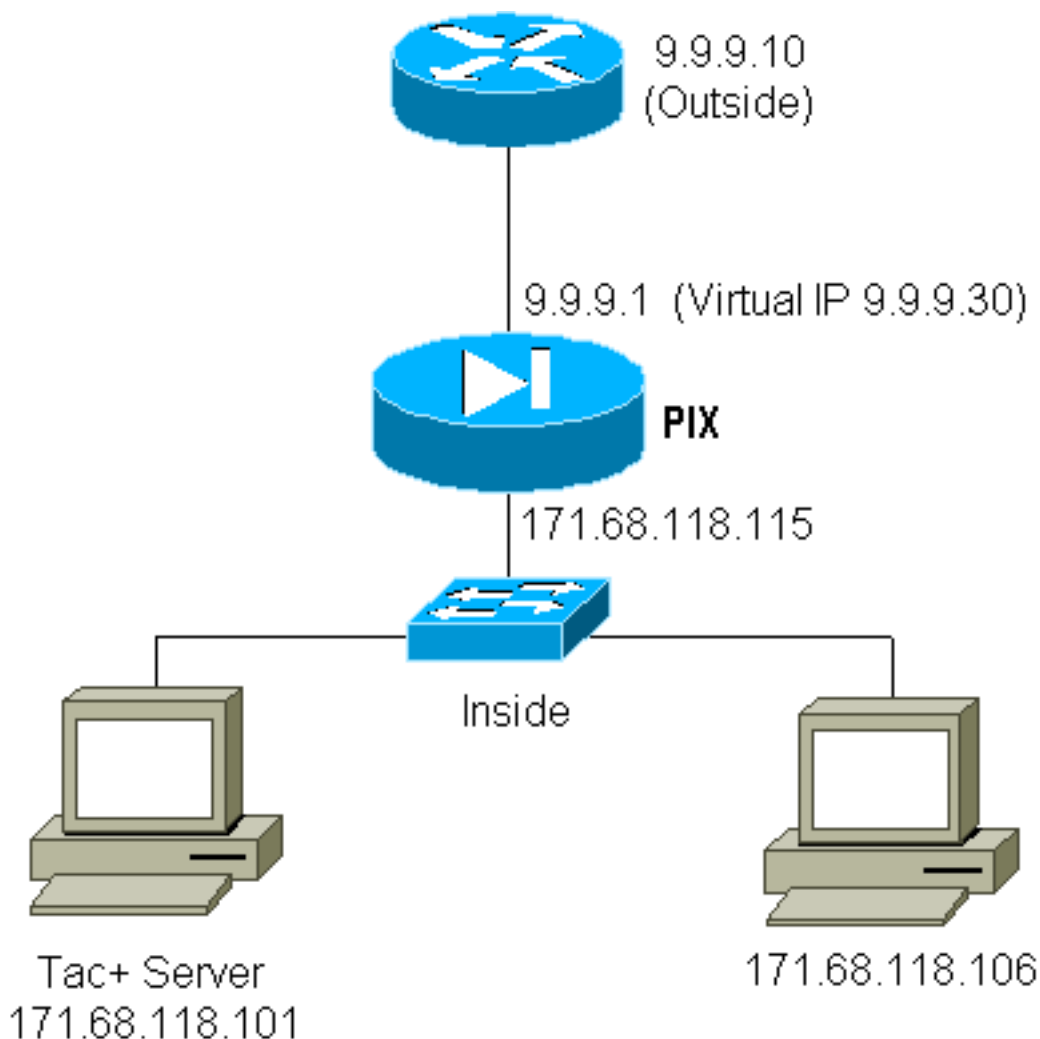 9.9.9.10
(Outside)
9.9.9.1 (Virtual IP 9.9.9.30)
PIX
171.68.118.115
Inside
Tac+ Server
171.68.118.101
171.68.118.106